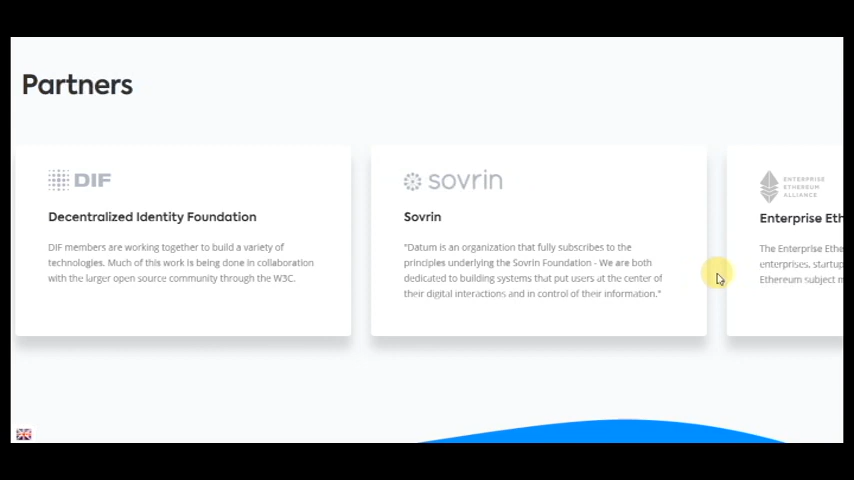 Partners
DIF
Decentralized Identity Foundation
DIF members are working together to build a variety of
technologies. Much of this work is being done in collaboration
with the larger open source community through the W3C.
sovrin
Sovrin
"Datum is an organization that fully subscribes to the
principles underlying the Sovrin Foundation - We are both
dedicated to building systems that put users at the center of
their digital interactions and in control of their information."
ENTERPRISE
ETHEREUM
ALLIANCE
Enterprise Eth
The Enterprise Ethe
enterprises, startup
Ethereum subject m